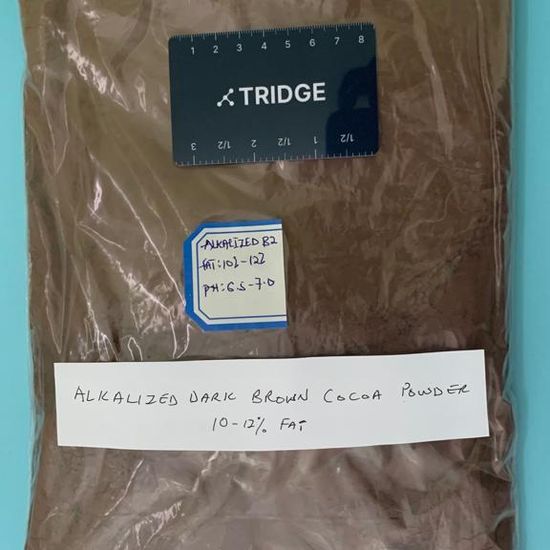 1 2 3 4 5 6 7 8
TRIDGE
3 2 1/2 2 1/2 1 1/2
ALKALIZED B2
FAT:10%-12%
PH:6.5-7.0
ALKALIZED DARK BROWN COCOA POWDER
10-12% FAT